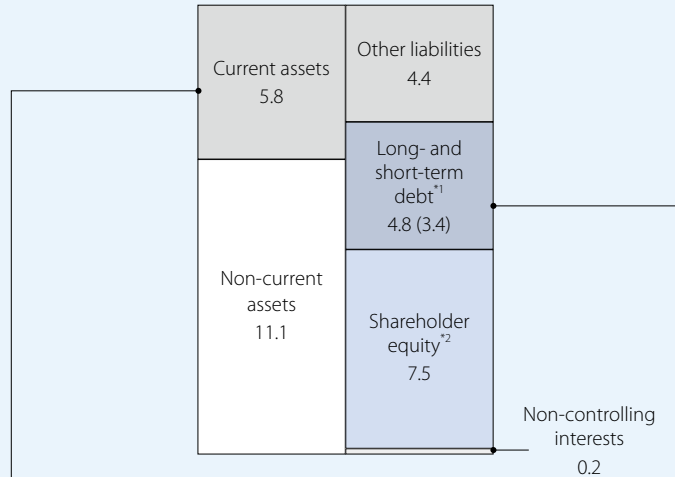 Current assets
5.8
Non-current
assets
11.1
Other liabilities
4.4
Long- and
short-term
debt*1
4.8 (3.4)
Shareholder
equity*2
7.5
Non-controlling
interests
0.2